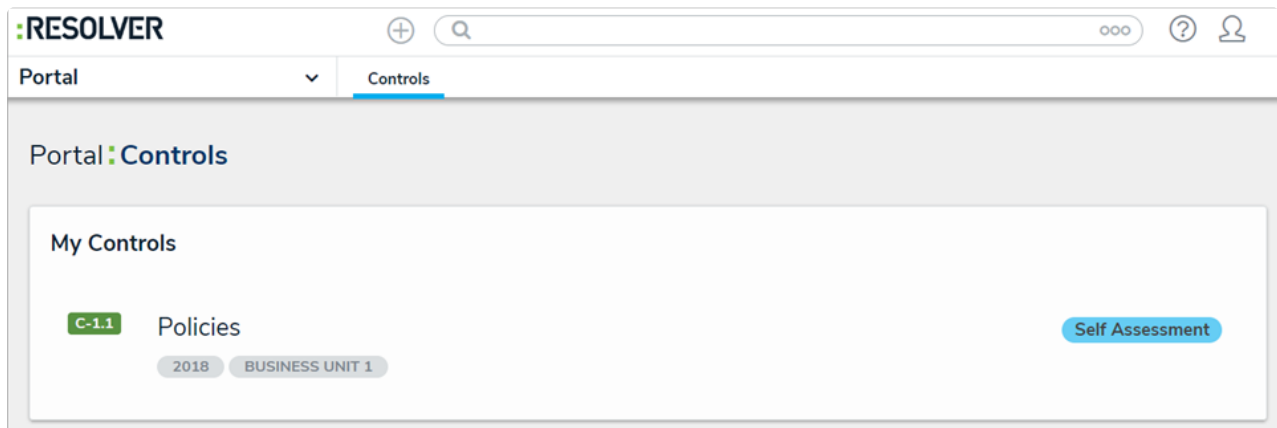 :RESOLVER
Portal
Controls
Portal:Controls
My Controls
C-1.1 Policies Self Assessment
2018 BUSINESS UNIT 1